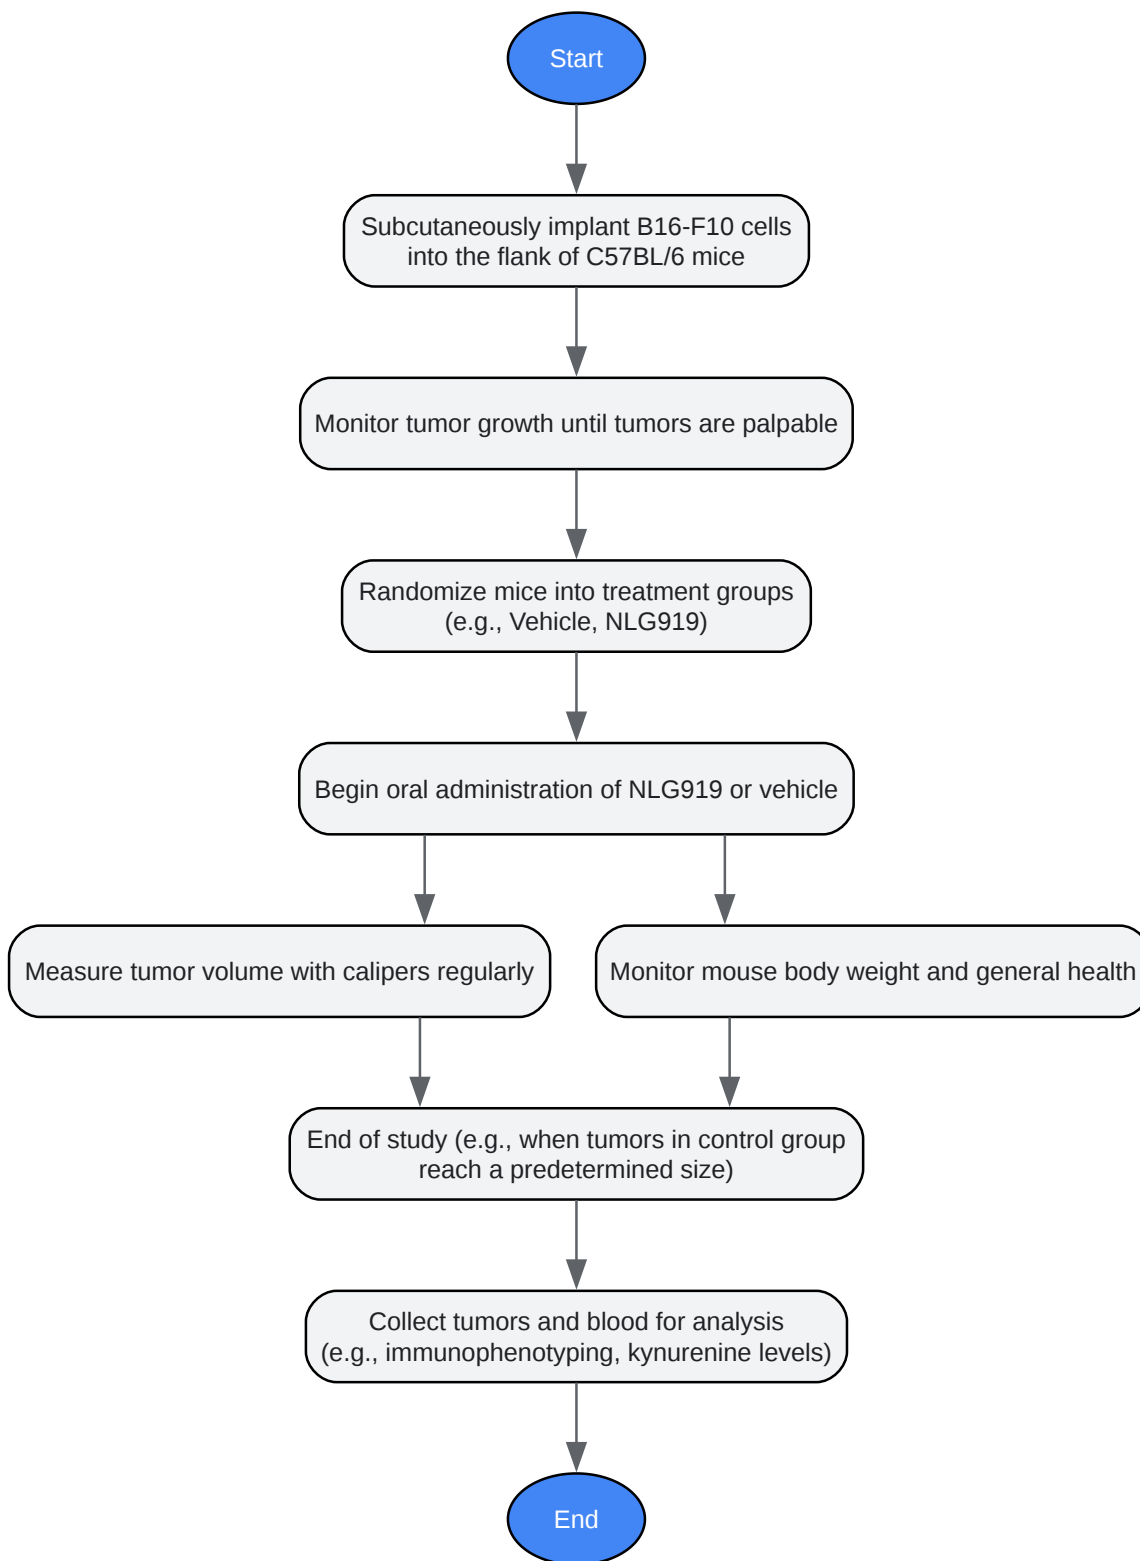 Start
Subcutaneously implant B16-F10 cells
into the flank of C57BL/6 mice
Monitor tumor growth until tumors are palpable
Randomize mice into treatment groups
(e.g., Vehicle, NLG919)
Begin oral administration of NLG919 or vehicle
Measure tumor volume with calipers regularly
Monitor mouse body weight and general health
End of study (e.g., when tumors in control group
reach a predetermined size)
Collect tumors and blood for analysis
(e.g., immunophenotyping, kynurenine levels)
End